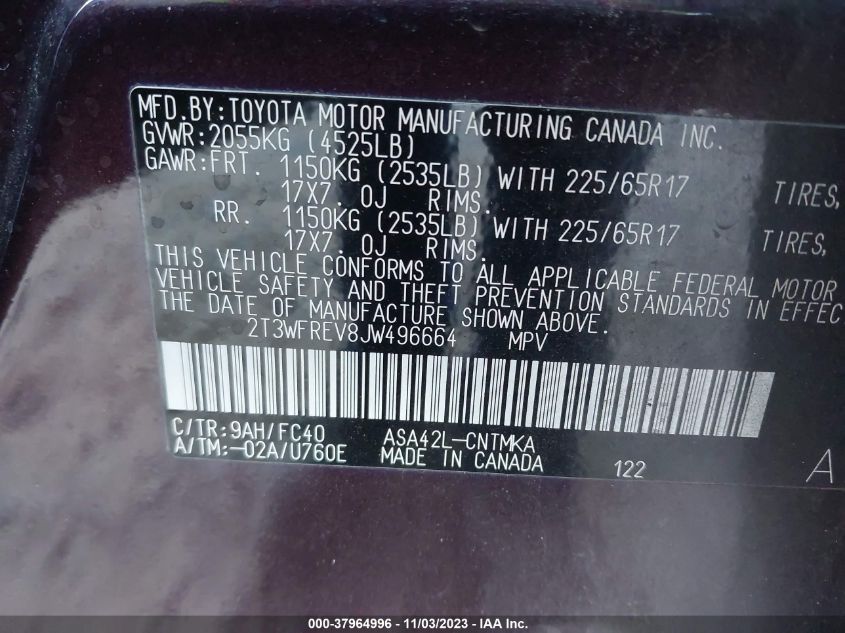 MFD.BY:TOYOTA MOTOR MANUFACTURING CANADA INC.
GVWR:2055KG (4525LB)
GAWR:FRT. 1150KG (2535LB) WITH 225/65R17 TIRES,
17X7.0J RIMS.
RR. 1150KG (2535LB) WITH 225/65R17 TIRES,
17X7.0J RIMS.
THIS VEHICLE CONFORMS TO ALL APPLICABLE FEDERAL MOTOR
VEHICLE SAFETY AND THEFT PREVENTION STANDARDS IN EFFEC
THE DATE OF MANUFACTURE SHOWN ABOVE.
2T3WFREV8JW496664 MPV
C/TR:9AH/FC40 ASA42L-CNTMKA
A/TM:-02A/U760E MADE IN CANADA 122 A
000-37964996 - 11/03/2023 - IAA Inc.